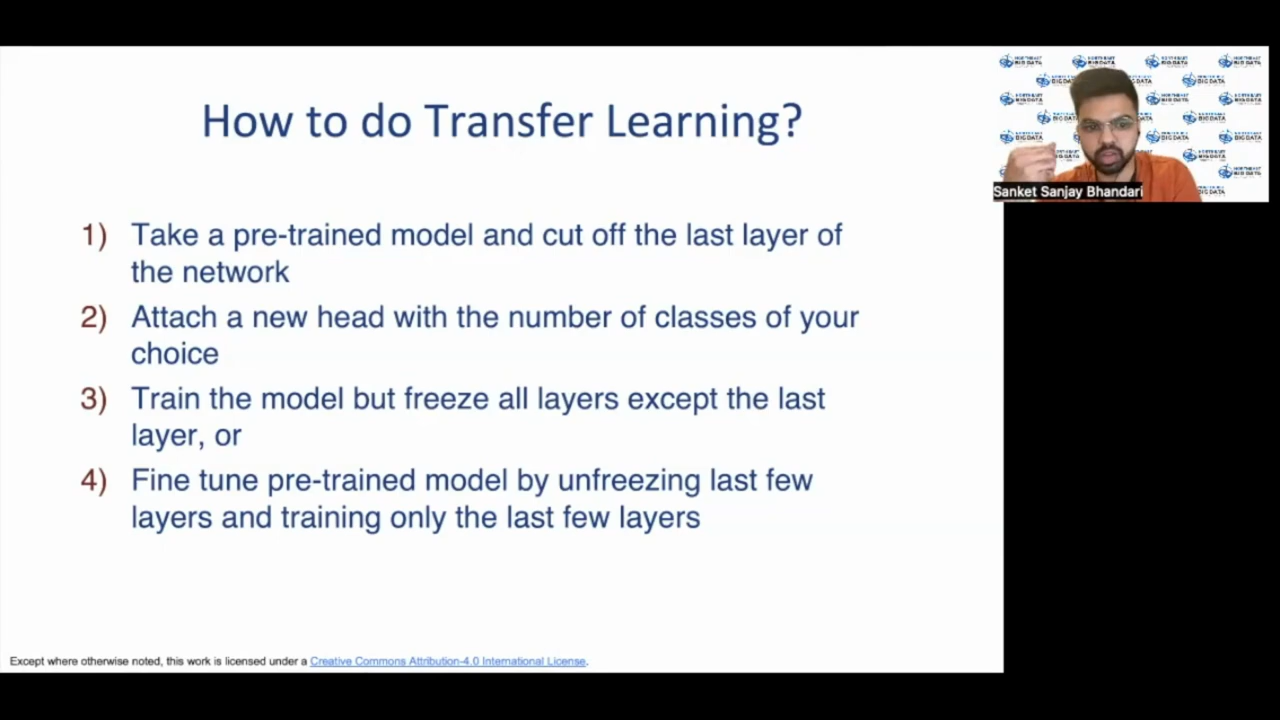 How to do Transfer Learning?
1) Take a pre-trained model and cut off the last layer of
the network
2) Attach a new head with the number of classes of your
choice
3) Train the model but freeze all layers except the last
layer, or
4) Fine tune pre-trained model by unfreezing last few
layers and training only the last few layers
Except where otherwise noted, this work is licensed under a Creative Commons Attribution-4.0 International License.
NORTHEAST
BIG DATA
Sanket Sanjay Bhandari